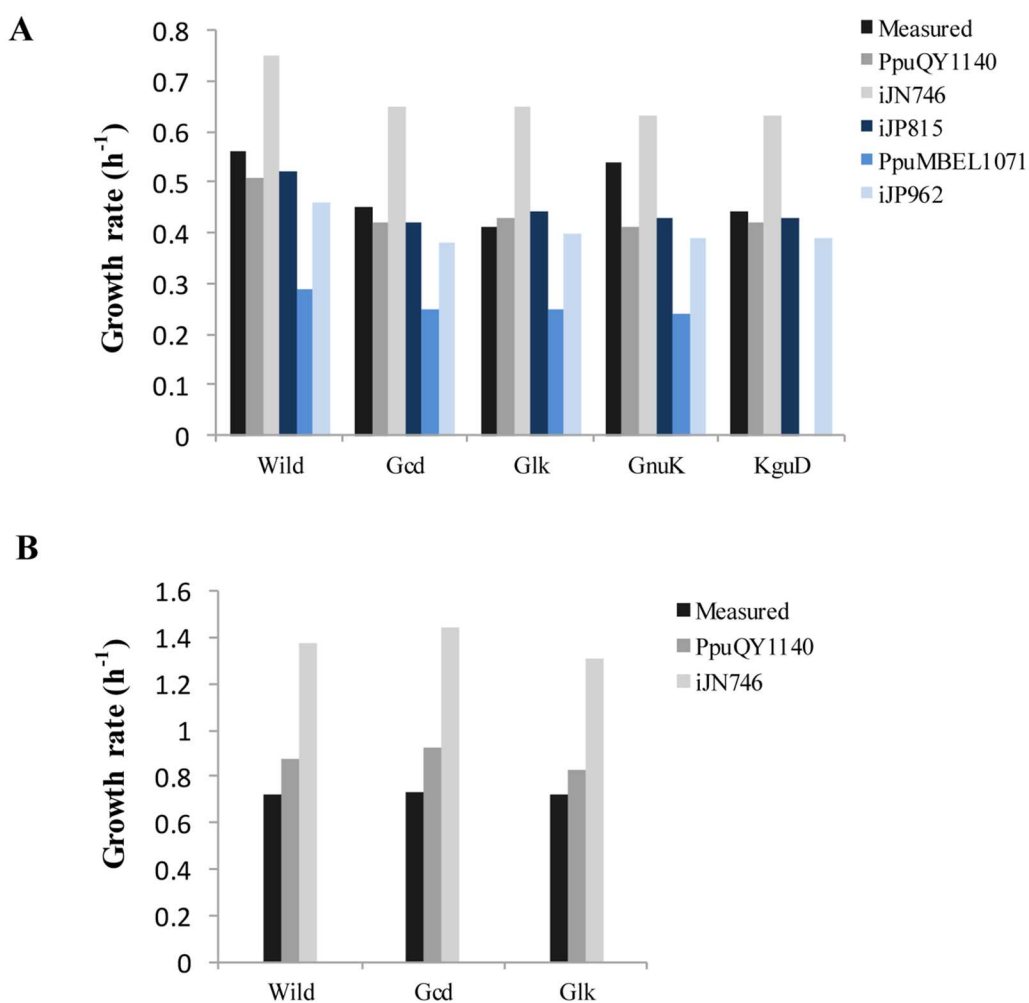 A
Growth rate (h⁻¹)
0.8
0.7
0.6
0.5
0.4
0.3
0.2
0.1
0
Wild Gcd Glk GnuK KguD
Measured
PpuQY1140
iJN746
iJP815
PpuMBEL1071
iJP962
B
Growth rate (h⁻¹)
1.6
1.4
1.2
1
0.8
0.6
0.4
0.2
0
Wild Gcd Glk
Measured
PpuQY1140
iJN746